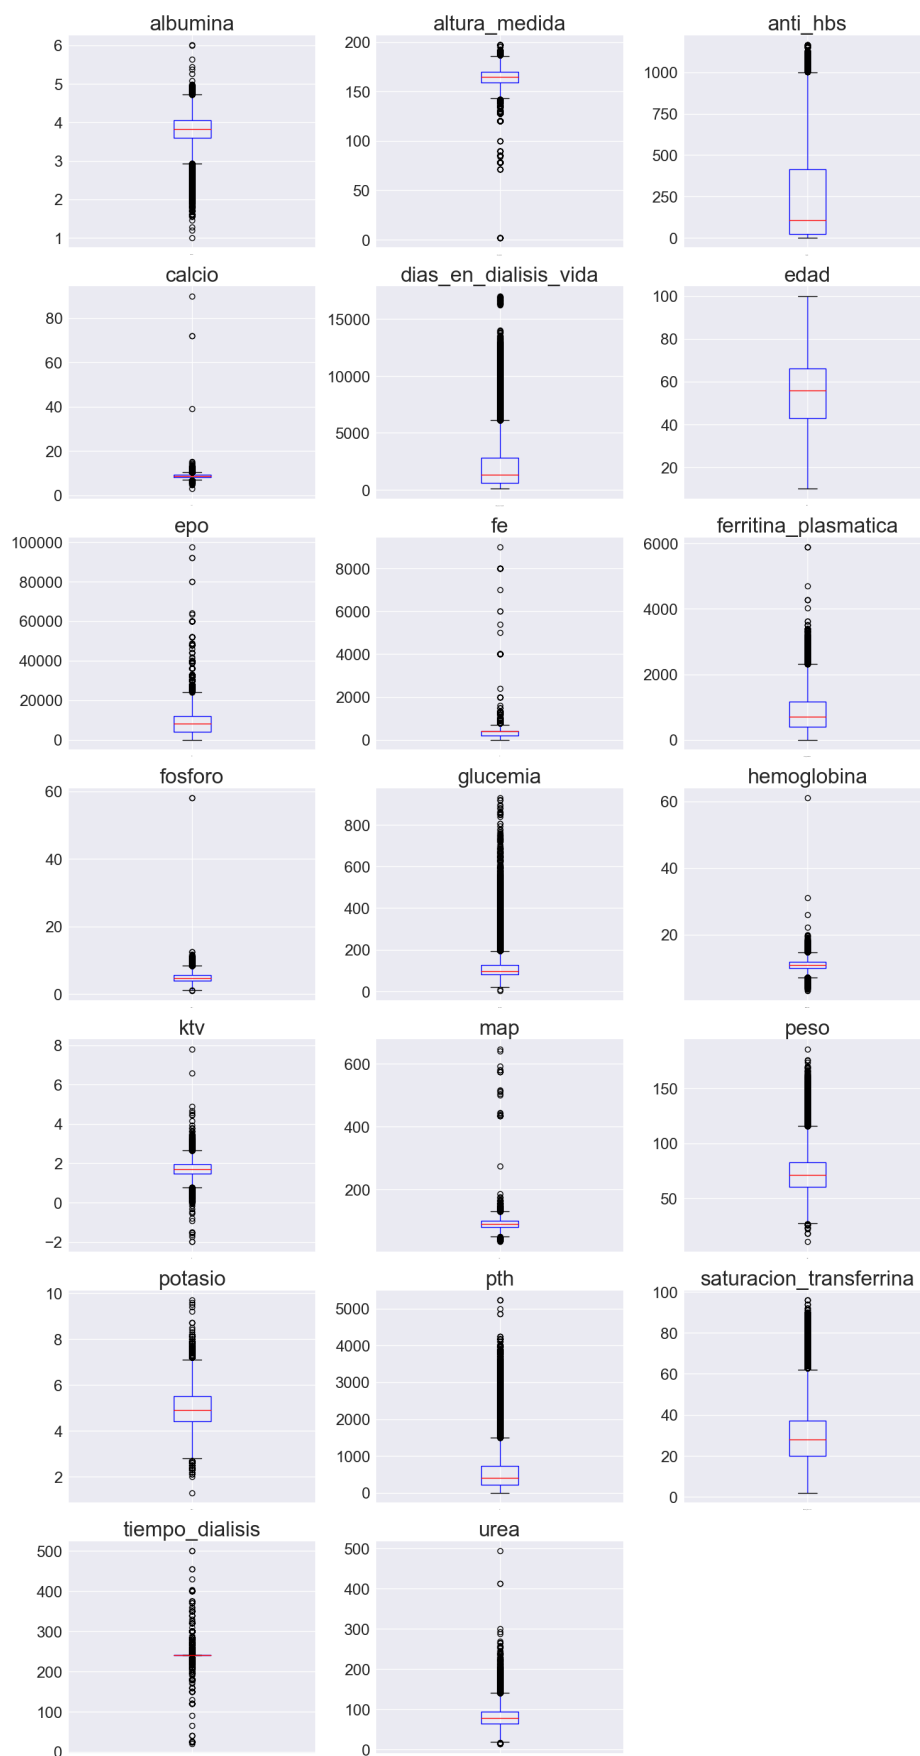 albumina altura_medida anti_hbs
6 5 4 3 2 1
200 150 100 50 0
1000 750 500 250 0
calcio dias_en_dialisis_vida edad
80 60 40 20 0
15000 10000 5000 0
100 80 60 40 20
epo fe ferritina_plasmatica
100000 80000 60000 40000 20000 0
8000 6000 4000 2000 0
6000 4000 2000 0
fosforo glucemia hemoglobina
60 40 20 0
800 600 400 200 0
60 40 20
ktv map peso
8 6 4 2 0 −2
600 400 200
150 100 50
potasio pth saturacion_transferrina
10 8 6 4 2
5000 4000 3000 2000 1000 0
100 80 60 40 20 0
tiempo_dialisis urea
500 400 300 200 100 0
500 400 300 200 100 0